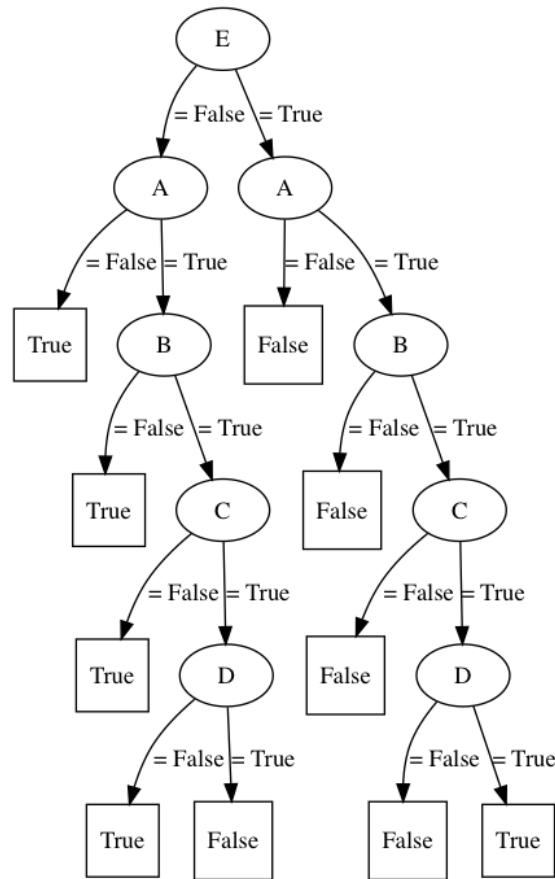 E
= False = True
A A
= False = True = False = True
True B False B
= False = True = False = True
True C False C
= False = True = False = True
True D False D
= False = True = False = True
True False False True